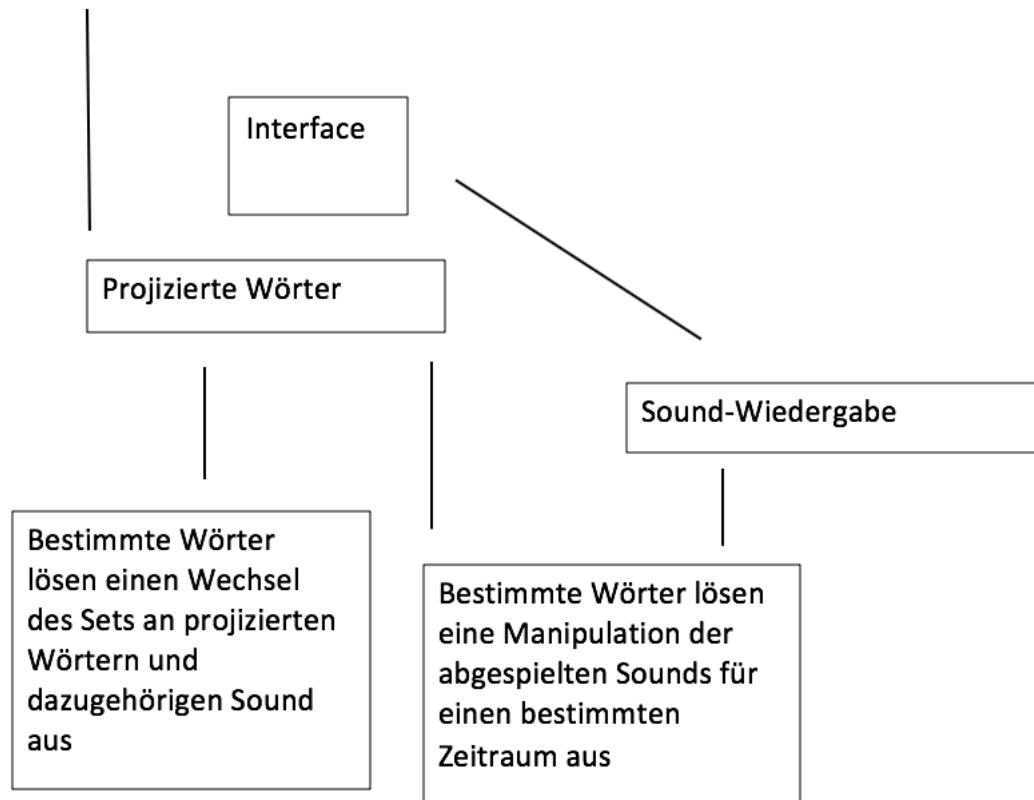 Interface
Projizierte Wörter
Sound-Wiedergabe
Bestimmte Wörter
lösen einen Wechsel
des Sets an projizierten
Wörtern und
dazugehörigen Sound
aus
Bestimmte Wörter lösen
eine Manipulation der
abgespielten Sounds für
einen bestimmten
Zeitraum aus